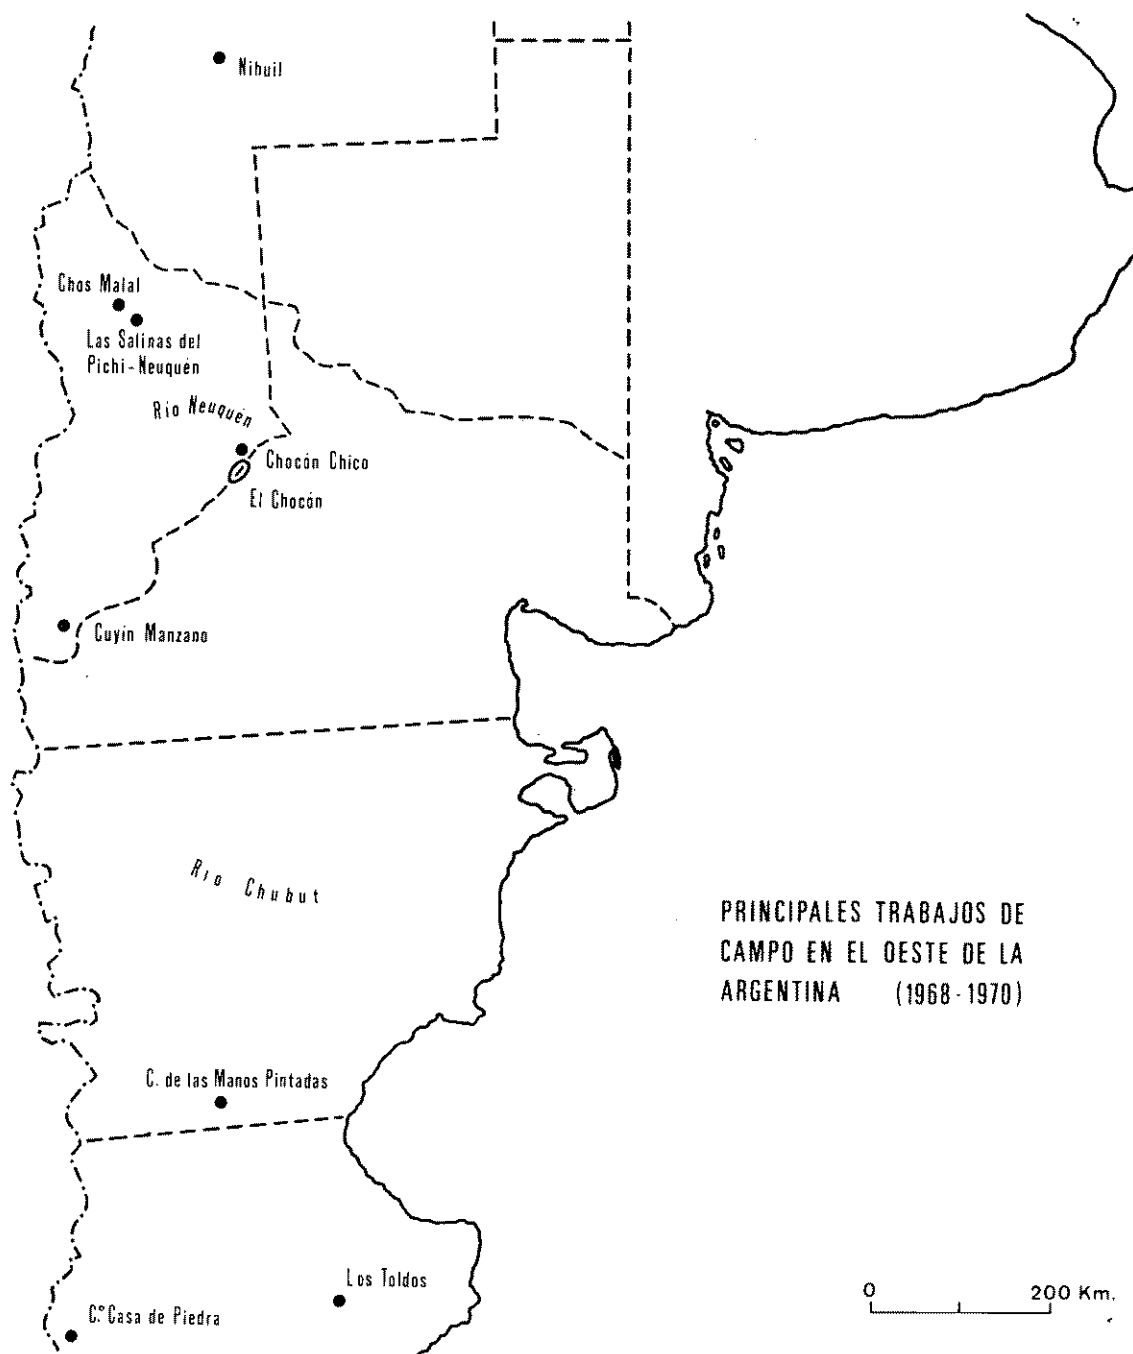 Nihuil
Chos Malal
Las Salinas del
Pichi-Neuquén
Río Neuquén
Chocón Chico
El Chocón
Cuyín Manzano
Río Chubut
PRINCIPALES TRABAJOS DE
CAMPO EN EL OESTE DE LA
ARGENTINA (1968-1970)
C. de las Manos Pintadas
Los Toldos
C.º Casa de Piedra
0 200 Km.